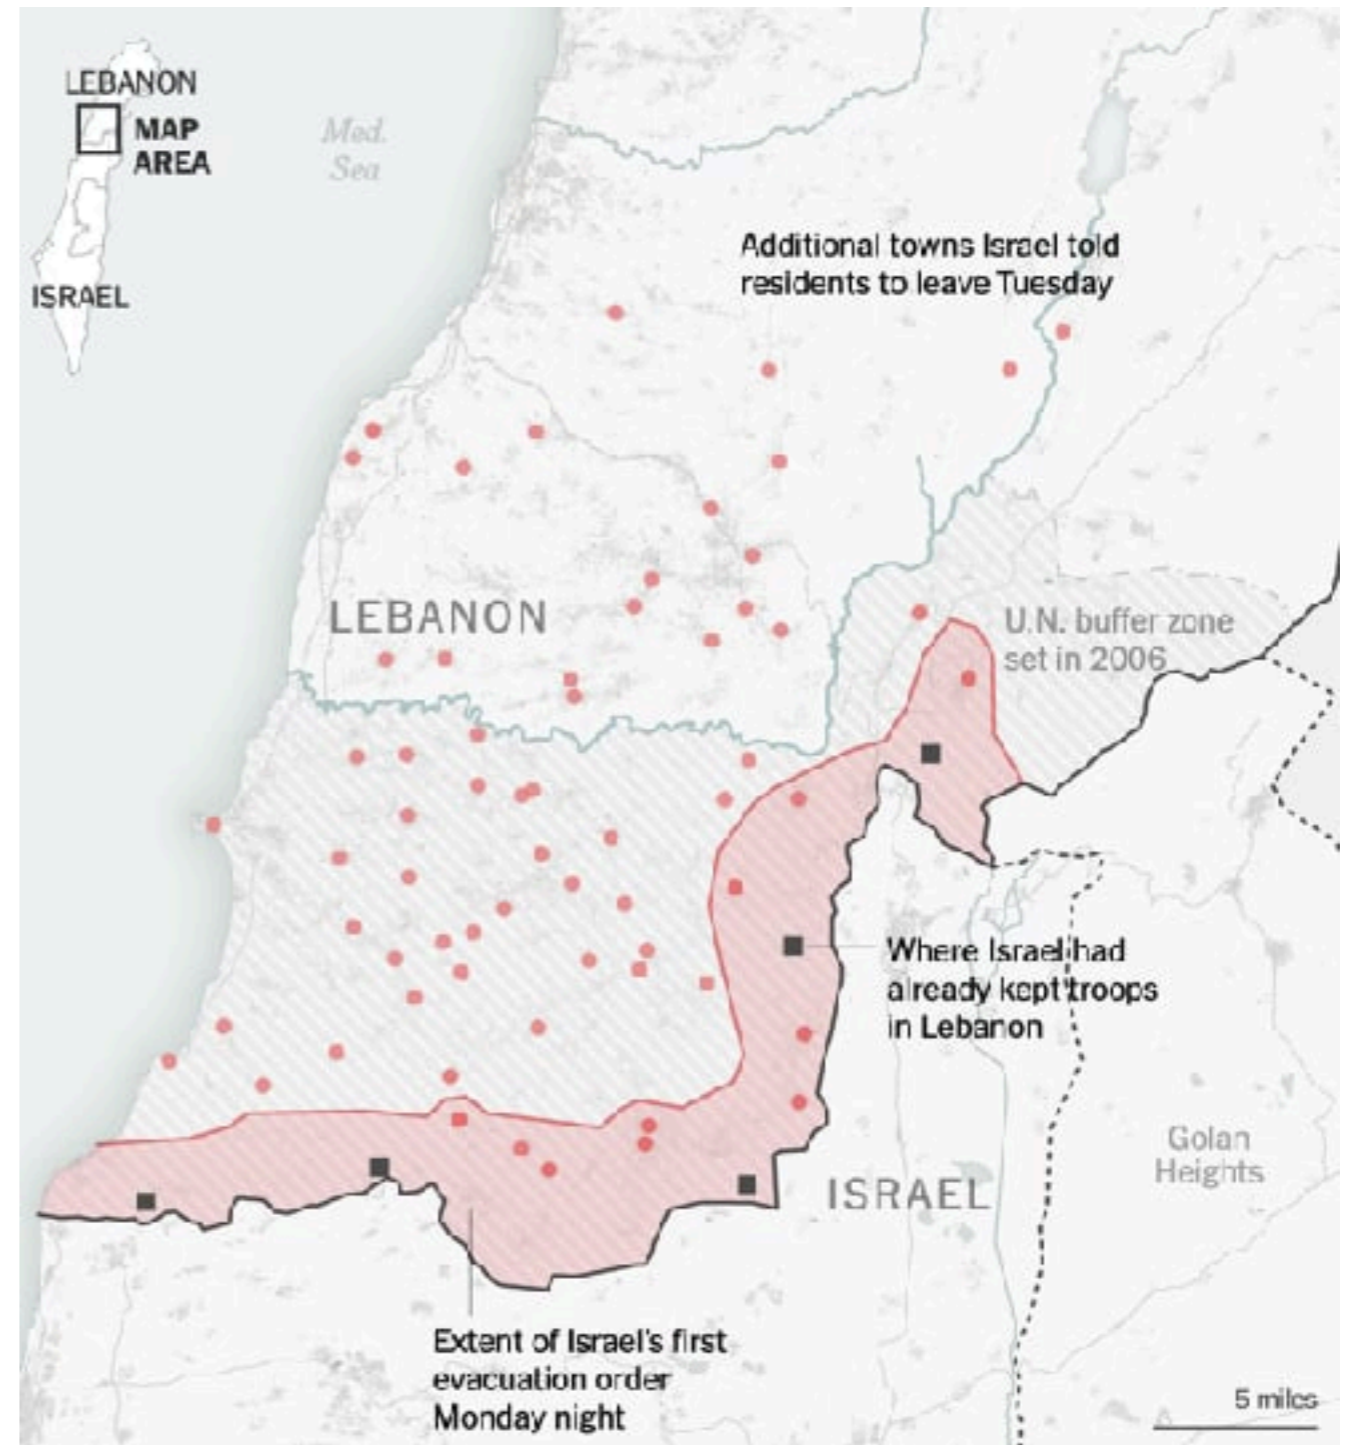 LEBANON
MAP
AREA
ISRAEL
Med.
Sea
Additional towns Israel told
residents to leave Tuesday
LEBANON
U.N. buffer zone
set in 2006
Where Israel had
already kept troops
in Lebanon
Golan
Heights
ISRAEL
Extent of Israel's first
evacuation order
Monday night
5 miles